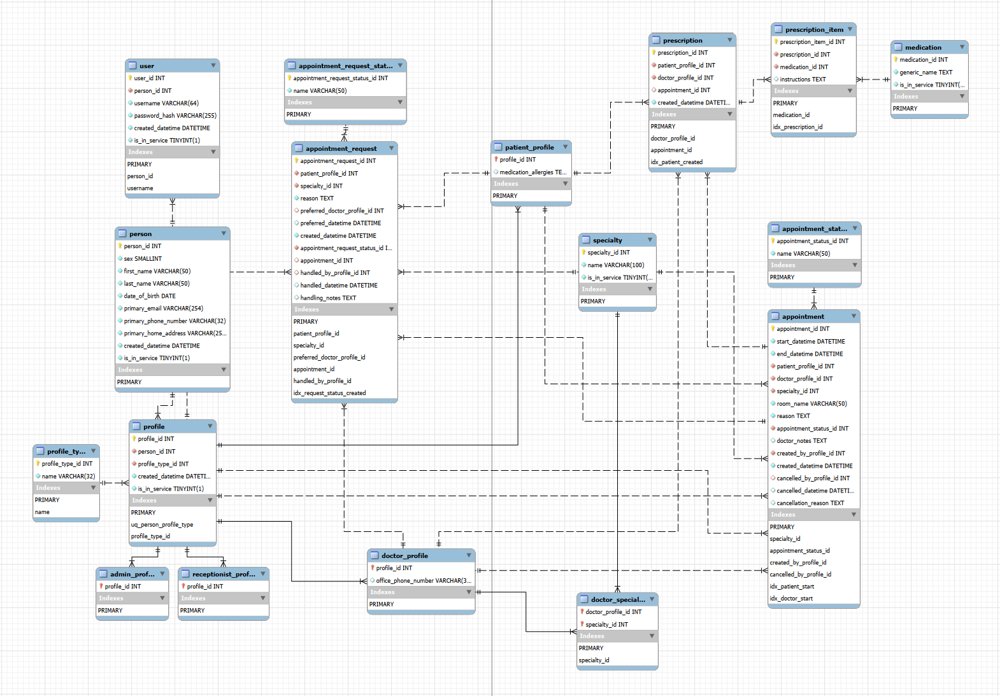 user
user_id INT
person_id INT
username VARCHAR(64)
password_hash VARCHAR(255)
created_datetime DATETIME
is_in_service TINYINT(1)
Indexes
PRIMARY
person_id
username
appointment_request_stat...
appointment_request_status_id INT
name VARCHAR(50)
Indexes
PRIMARY
prescription
prescription_id INT
patient_profile_id INT
doctor_profile_id INT
appointment_id INT
created_datetime DATETI...
Indexes
PRIMARY
doctor_profile_id
appointment_id
idx_patient_created
prescription_item
prescription_item_id INT
prescription_id INT
medication_id INT
instructions TEXT
Indexes
PRIMARY
medication_id
idx_prescription_id
medication
medication_id INT
generic_name TEXT
is_in_service TINYINT(...
Indexes
PRIMARY
appointment_request
appointment_request_id INT
patient_profile_id INT
specialty_id INT
reason TEXT
preferred_doctor_profile_id INT
preferred_datetime DATETIME
created_datetime DATETIME
appointment_request_status_id I...
appointment_id INT
handled_by_profile_id INT
handled_datetime DATETIME
handling_notes TEXT
Indexes
PRIMARY
patient_profile_id
specialty_id
preferred_doctor_profile_id
appointment_id
handled_by_profile_id
idx_request_status_created
patient_profile
profile_id INT
medication_allergies TE...
Indexes
PRIMARY
person
person_id INT
sex SMALLINT
first_name VARCHAR(50)
last_name VARCHAR(50)
date_of_birth DATE
primary_email VARCHAR(254)
primary_phone_number VARCHAR(32)
primary_home_address VARCHAR(25...
created_datetime DATETIME
is_in_service TINYINT(1)
Indexes
PRIMARY
specialty
specialty_id INT
name VARCHAR(100)
is_in_service TINYINT(...
Indexes
PRIMARY
appointment_stat...
appointment_status_id INT
name VARCHAR(50)
Indexes
PRIMARY
appointment
appointment_id INT
start_datetime DATETIME
end_datetime DATETIME
patient_profile_id INT
doctor_profile_id INT
specialty_id INT
room_name VARCHAR(50)
reason TEXT
appointment_status_id INT
doctor_notes TEXT
created_by_profile_id INT
created_datetime DATETIME
cancelled_by_profile_id INT
cancelled_datetime DATETI...
cancellation_reason TEXT
Indexes
PRIMARY
specialty_id
appointment_status_id
created_by_profile_id
cancelled_by_profile_id
idx_patient_start
idx_doctor_start
profile
profile_id INT
person_id INT
profile_type_id INT
created_datetime DATETI...
is_in_service TINYINT(1)
Indexes
PRIMARY
uq_person_profile_type
profile_type_id
profile_ty...
profile_type_id INT
name VARCHAR(32)
Indexes
PRIMARY
name
admin_prof...
profile_id INT
Indexes
PRIMARY
receptionist_prof...
profile_id INT
Indexes
PRIMARY
doctor_profile
profile_id INT
office_phone_number VARCHAR(3...
Indexes
PRIMARY
doctor_special...
doctor_profile_id INT
specialty_id INT
Indexes
PRIMARY
specialty_id